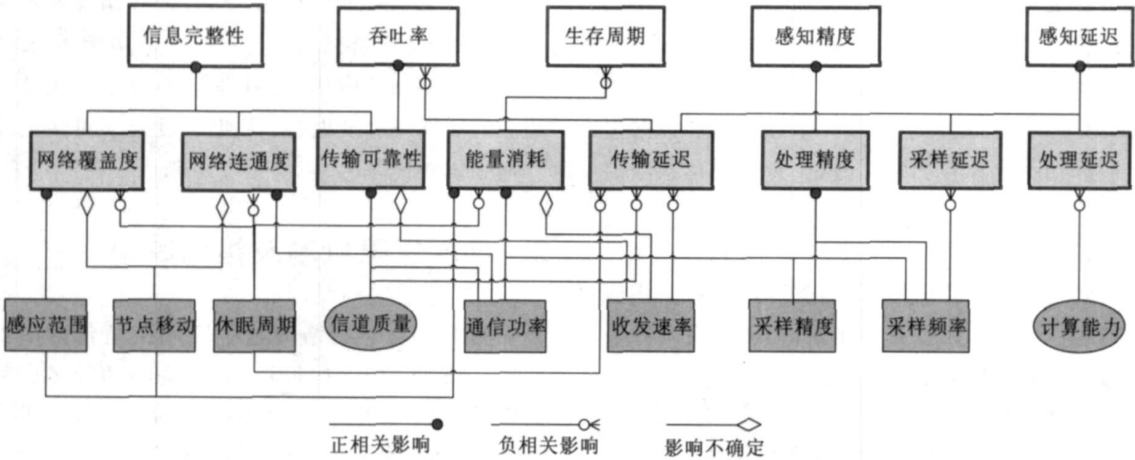 信息完整性 吞吐率 生存周期 感知精度 感知延迟
网络覆盖度 网络连通度 传输可靠性 能量消耗 传输延迟 处理精度 采样延迟 处理延迟
感应范围 节点移动 休眠周期 信道质量 通信功率 收发速率 采样精度 采样频率 计算能力
正相关影响 负相关影响 影响不确定